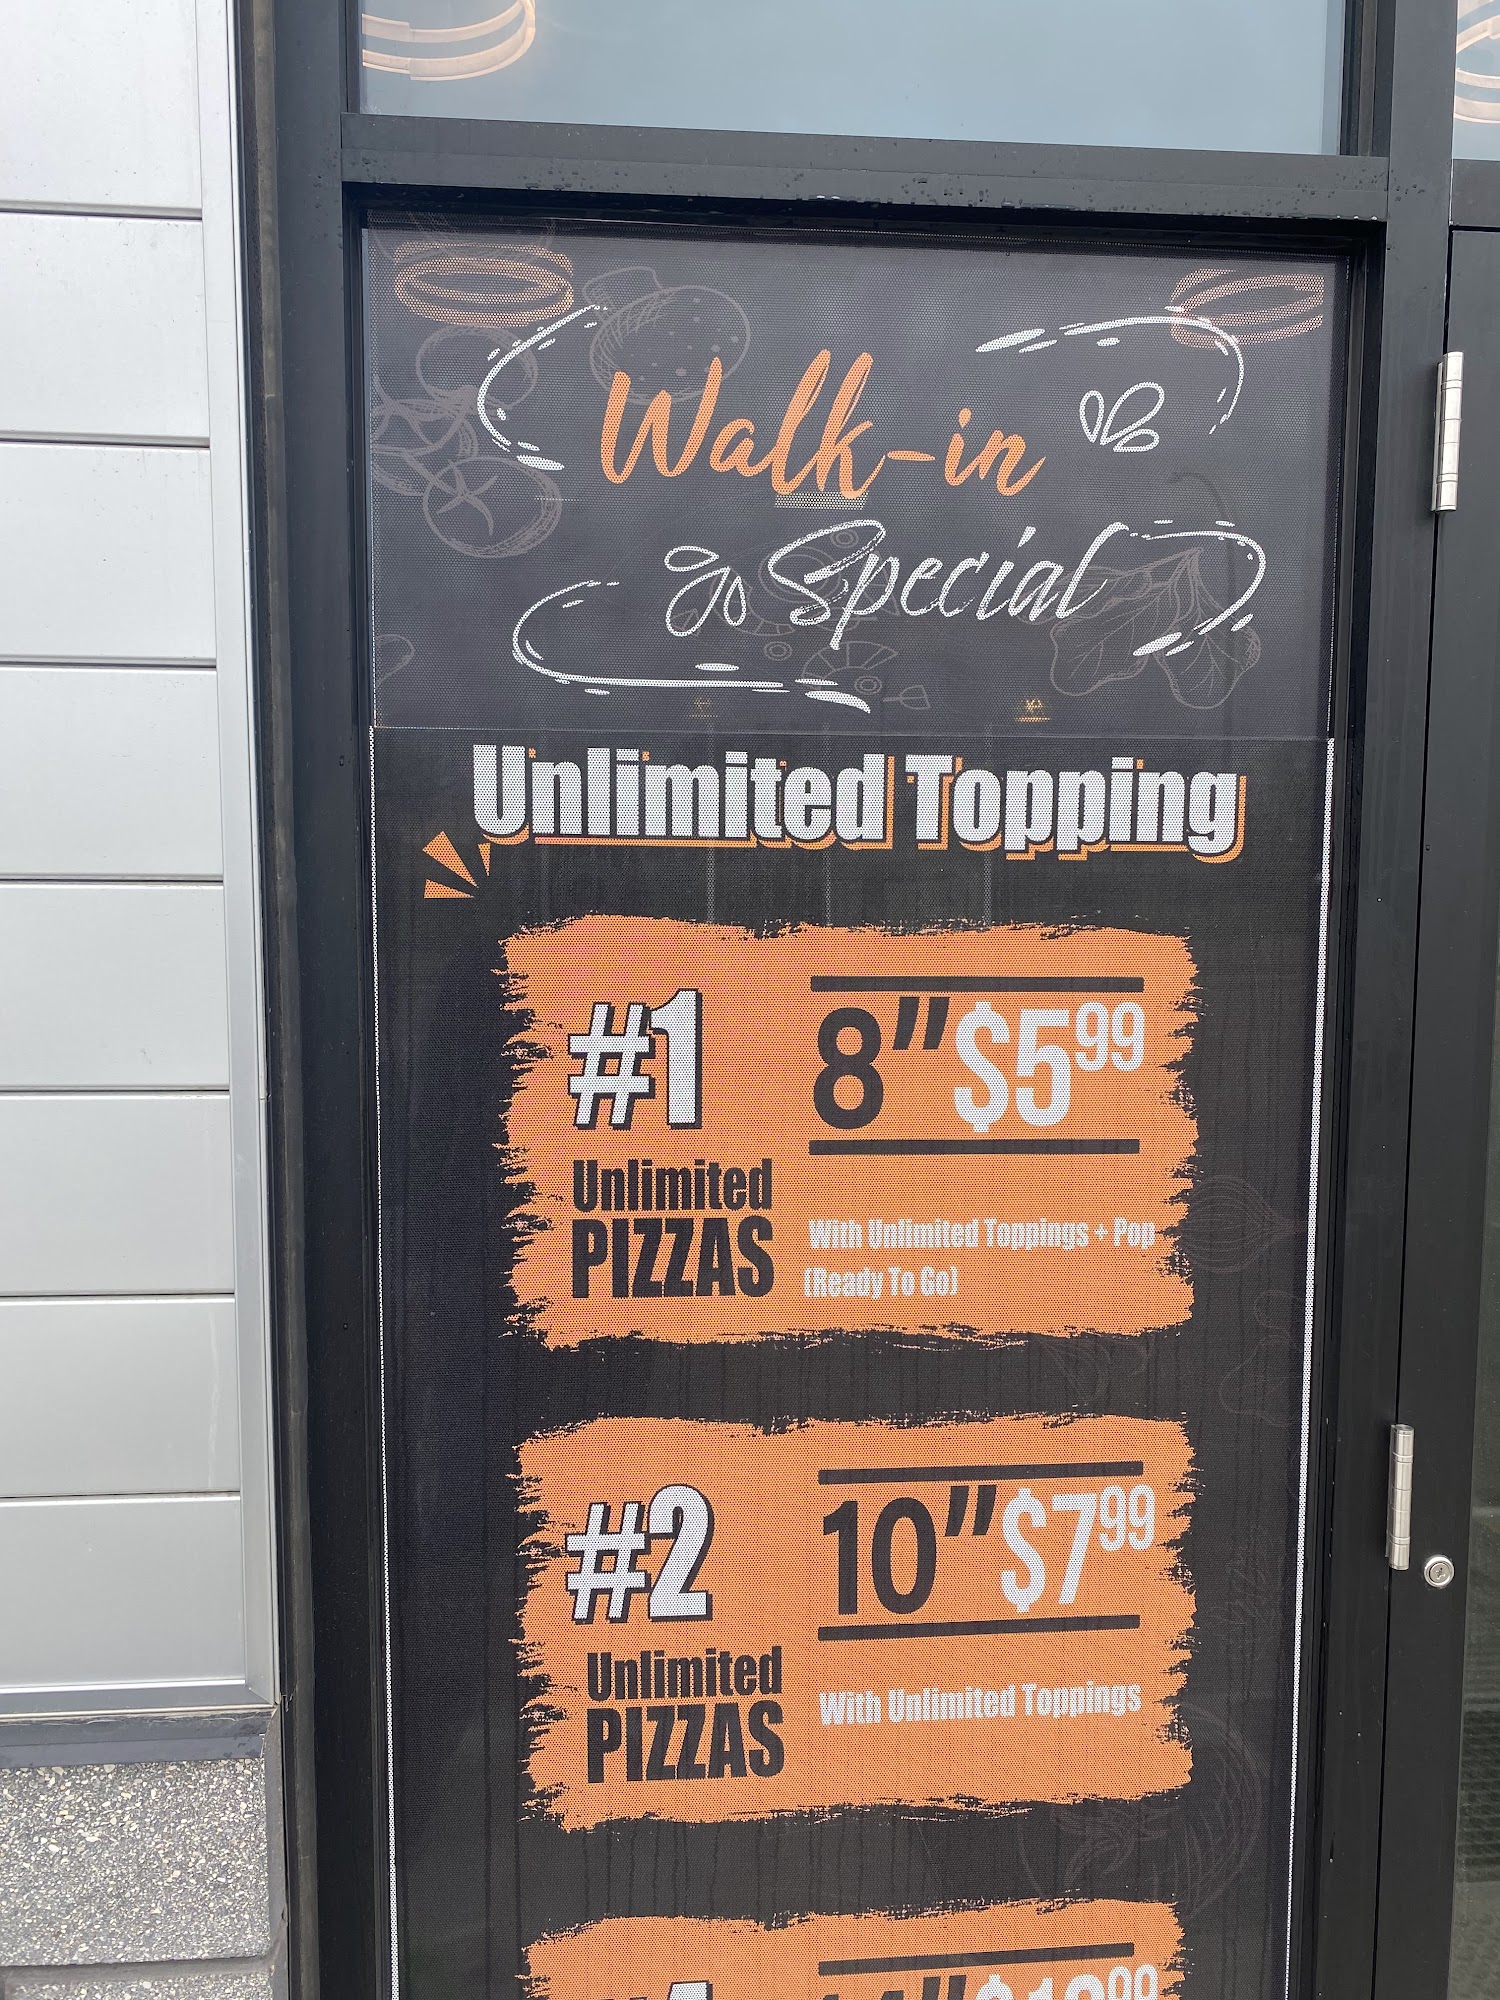 Walk-in
Special
Unlimited Topping
#1
8" $5.99
Unlimited
PIZZAS
With Unlimited Toppings + Pop
(Ready To Go)
#2
10" $7.99
Unlimited
PIZZAS
With Unlimited Toppings